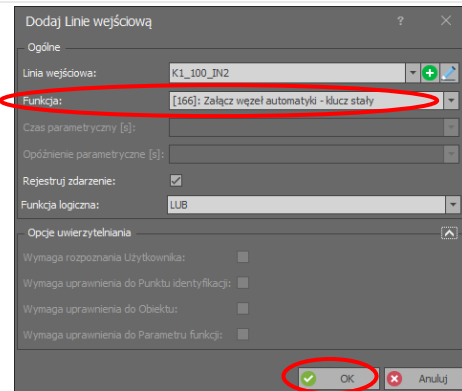 Dodaj Linie wejściową
Ogólne
Linia wejściowa: K1_100_IN2
Funkcja: [166]: Załącz węzeł automatyki - klucz stały
Czas parametryczny [s]:
Opóźnienie parametryczne [s]:
Rejestruj zdarzenie:
Funkcja logiczna: LUB
Opcje uwierzytelniania
Wymaga rozpoznania Użytkownika:
Wymaga uprawnienia do Punktu identyfikacji:
Wymaga uprawnienia do Obiektu:
Wymaga uprawnienia do Parametru funkcji:
OK Anuluj